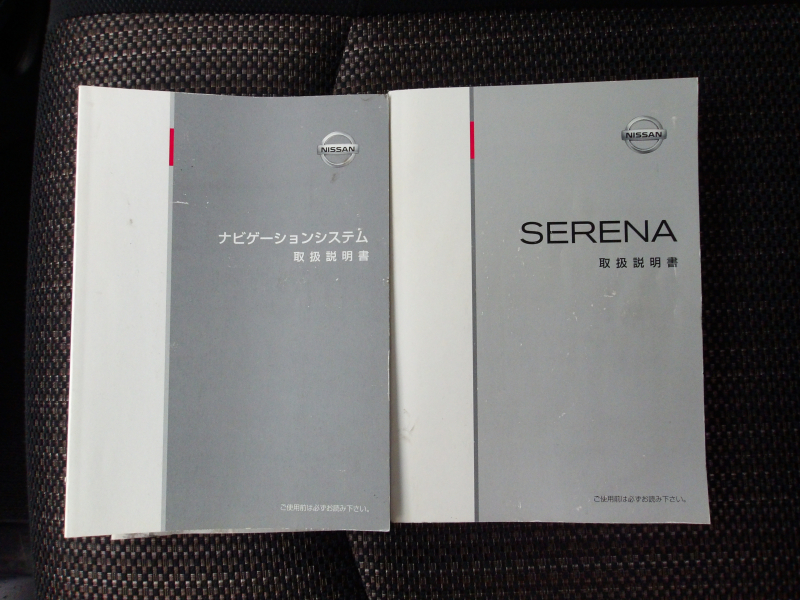 NISSAN
ナビゲーションシステム
取扱説明書
ご使用前は必ずお読み下さい。
NISSAN
SERENA
取扱説明書
ご使用前は必ずお読み下さい。